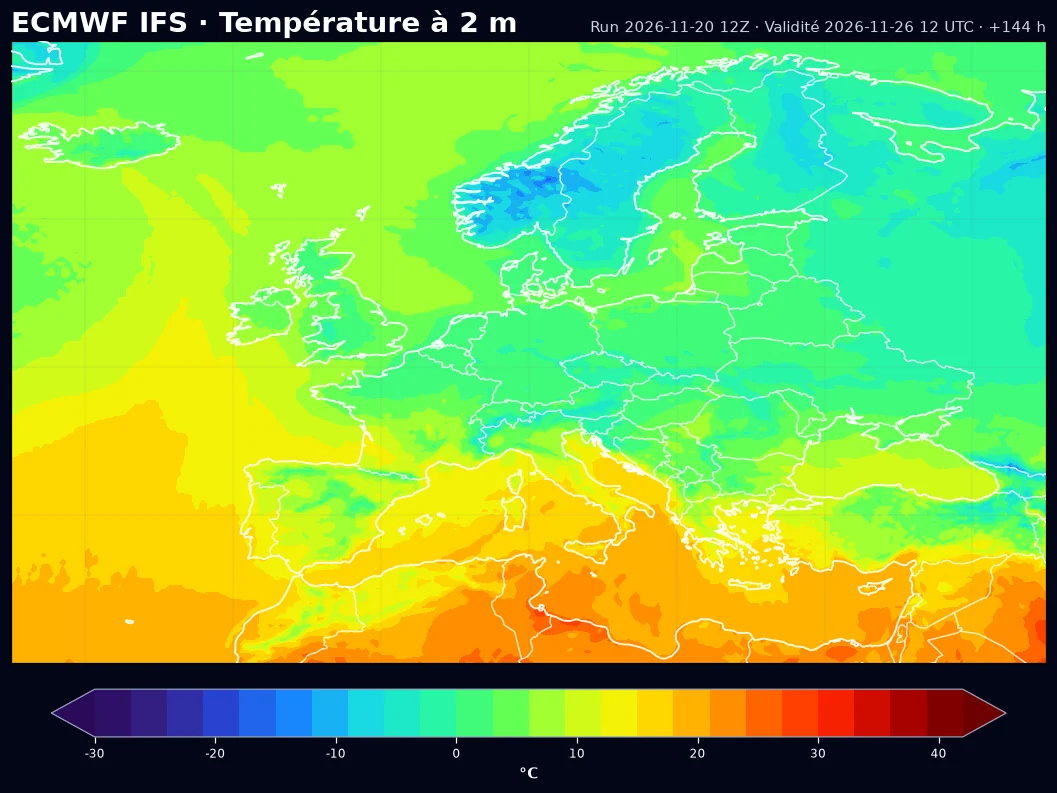 ECMWF IFS · Température à 2 m
Run 2026-11-20 12Z · Validité 2026-11-26 12 UTC · +144 h
-30 -20 -10 0 10 20 30 40
°C